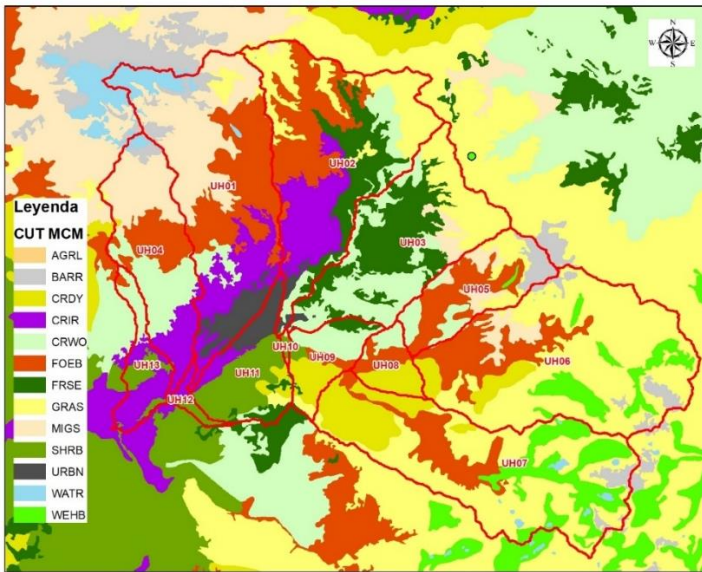 N
W E
S
UH02
UH01
Leyenda
CUT MCM
AGRL
BARR
CRDY
CRIR
CRWO
FOEB
FRSE
GRAS
MIGS
SHRB
URBN
WATR
WEHB
UH03
UH04
UH05
UH10
UH09
UH08
UH06
UH13
UH11
UH12
UH07